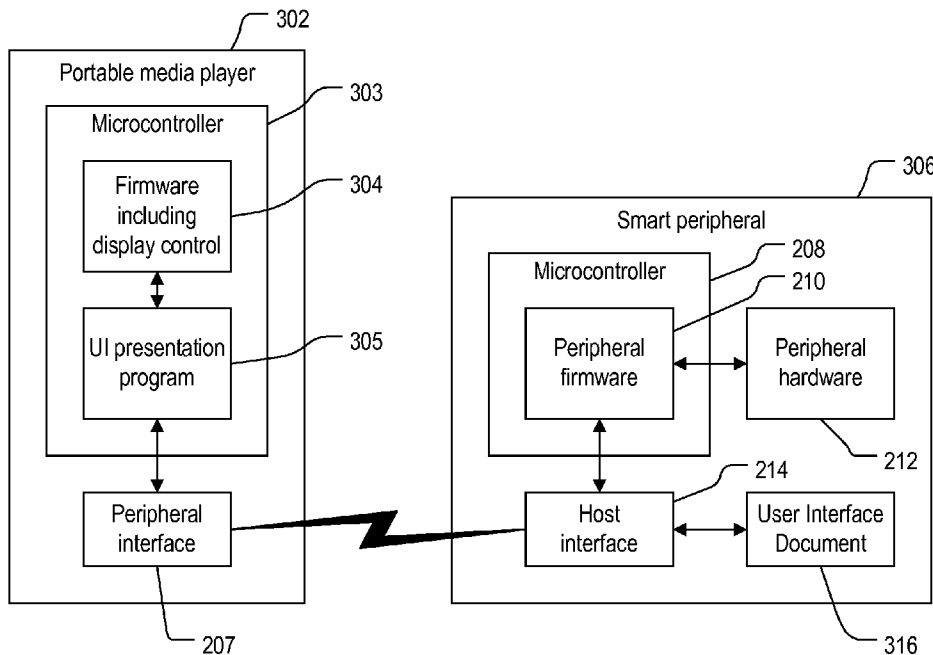 302
Portable media player
303
Microcontroller
Firmware
including
display control
304
UI presentation
program
305
Peripheral
interface
207
306
Smart peripheral
208
Microcontroller
210
Peripheral
firmware
Peripheral
hardware
212
214
Host
interface
User Interface
Document
316